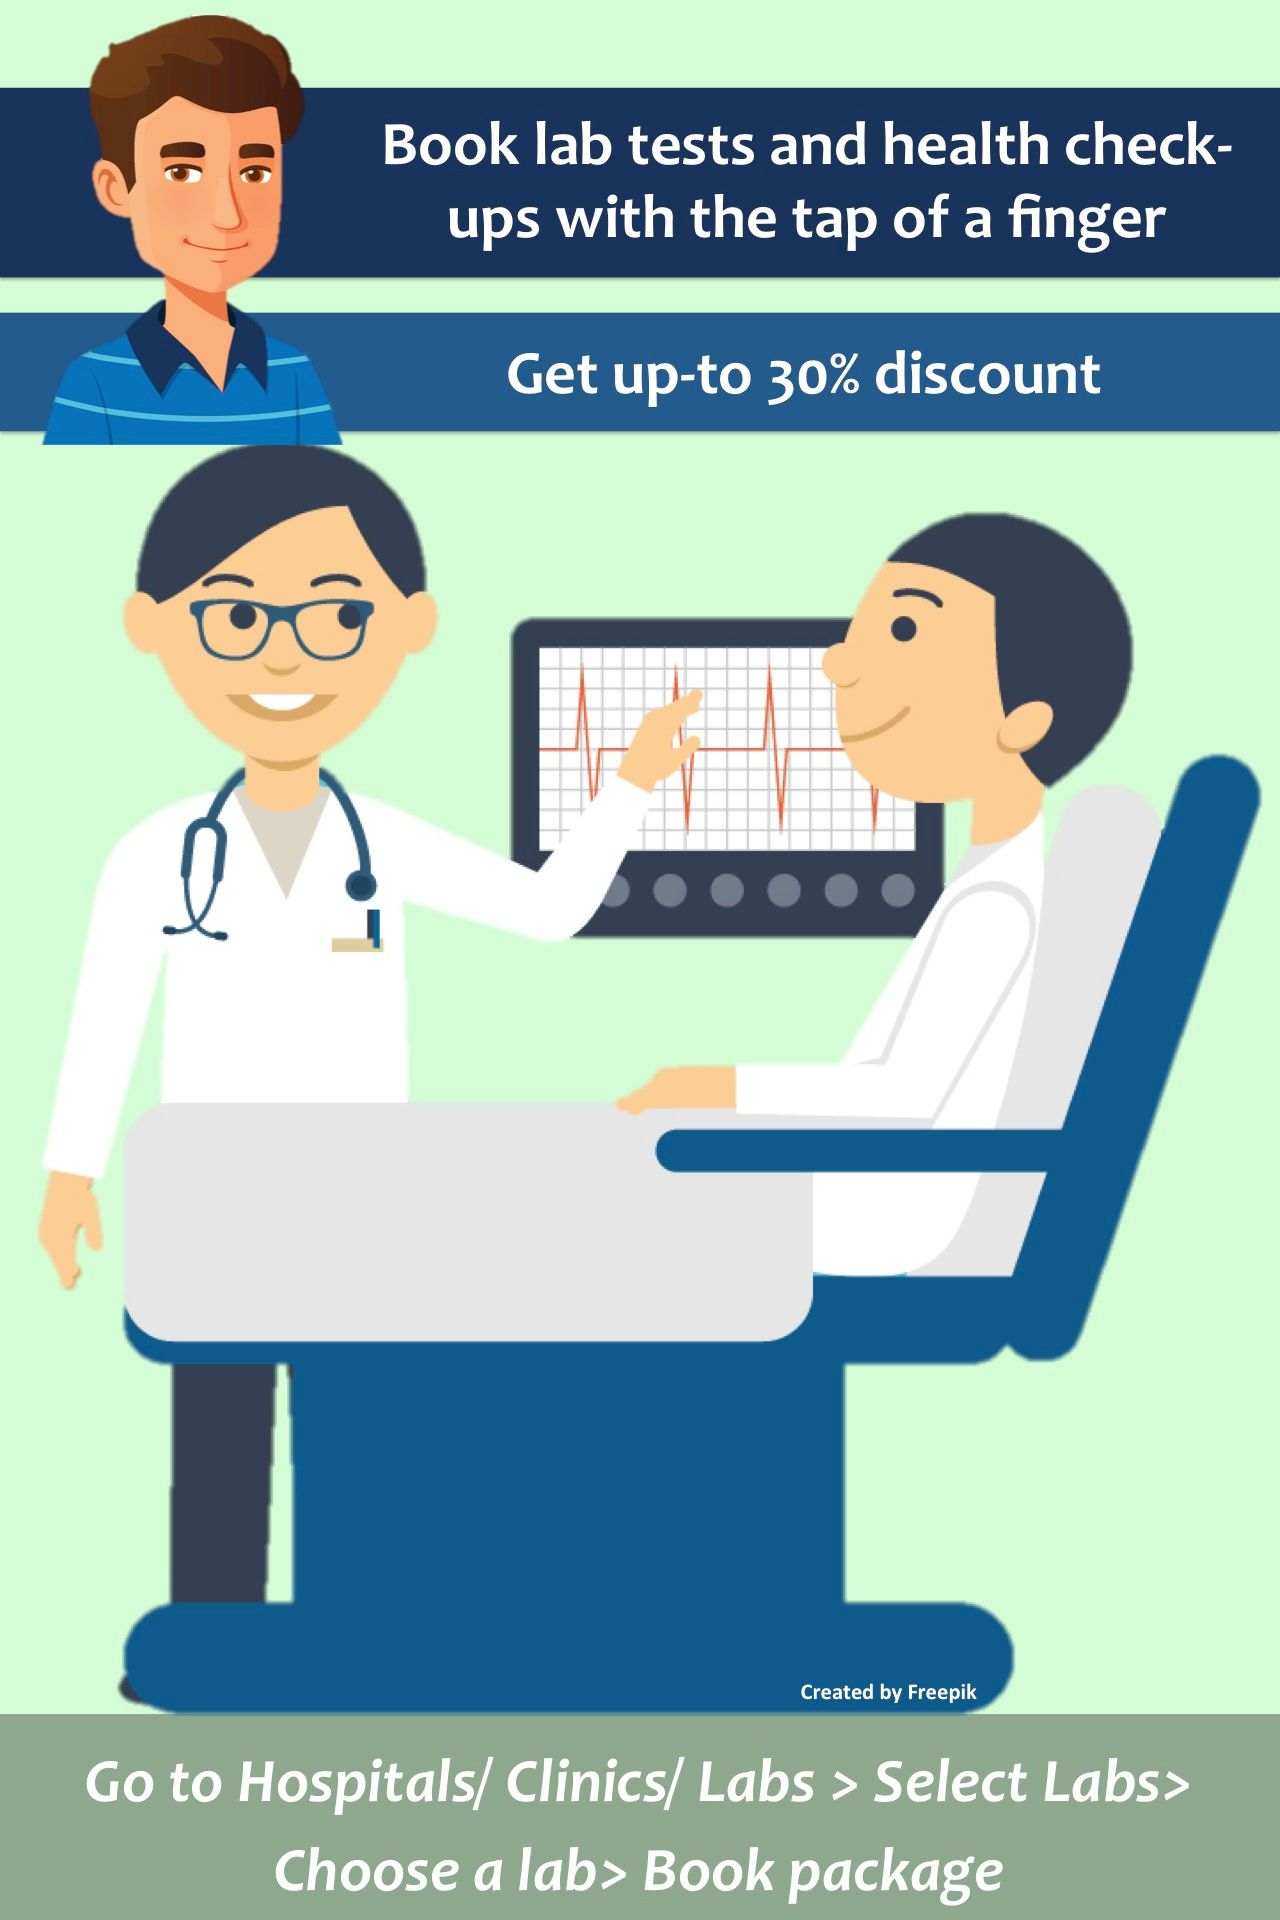 Book lab tests and health check-
ups with the tap of a finger
Get up-to 30% discount
Created by Freepik
Go to Hospitals/ Clinics/ Labs > Select Labs>
Choose a lab> Book package